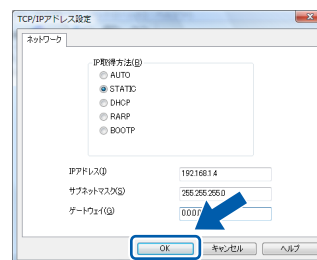 TCP/IPアドレス設定
ネットワーク
IP取得方法(B)
AUTO
STATIC
DHCP
RARP
BOOTP
IPアドレス(I) 192.168.1.4
サブネットマスク(S) 255.255.255.0
ゲートウェイ(G)
OK キャンセル ヘルプ